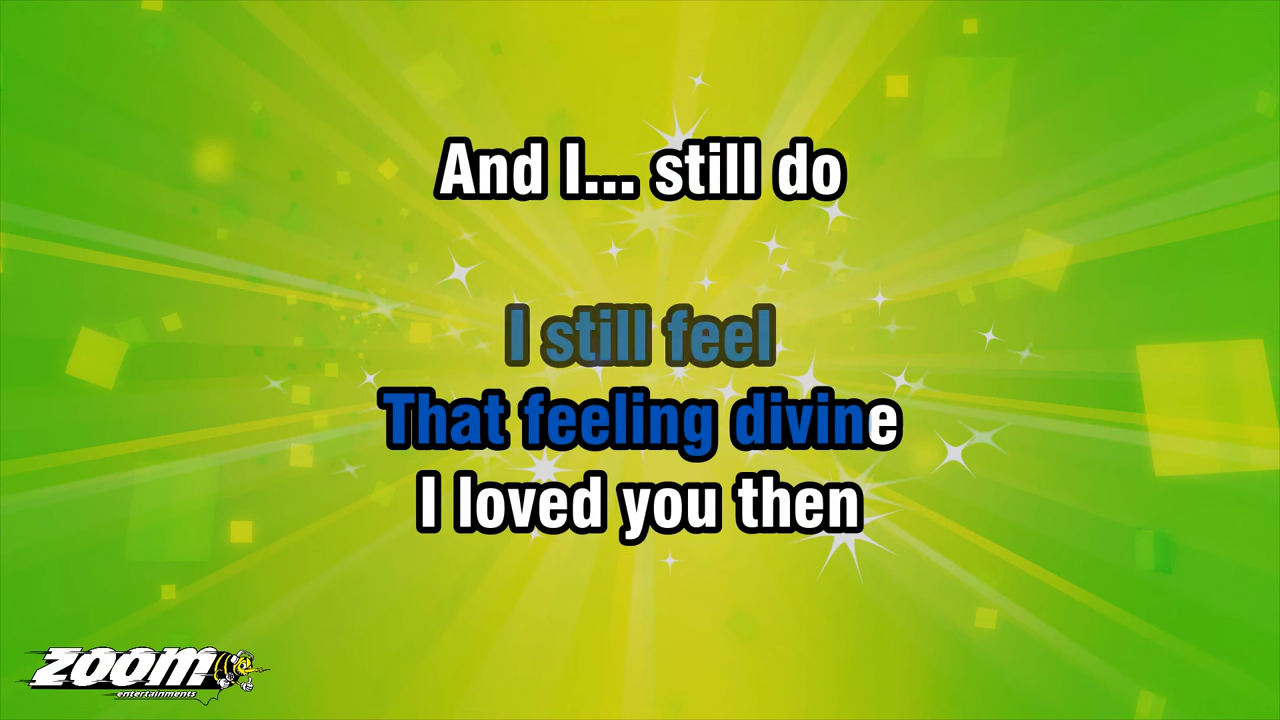 And I... still do
I still feel
That feeling divine
I loved you then
ZOOM
entertainments